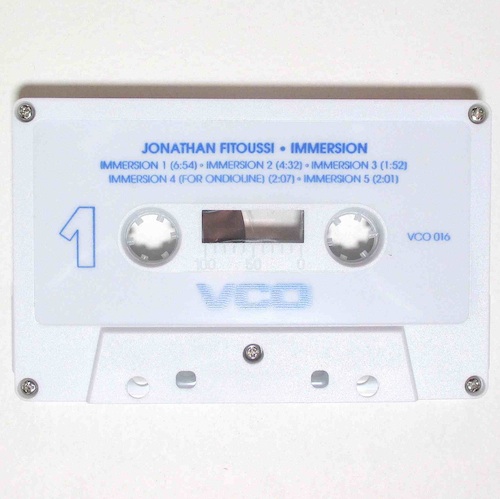 JONATHAN FITOUSSI • IMMERSION
IMMERSION 1 (6:54) • IMMERSION 2 (4:32) • IMMERSION 3 (1:52)
IMMERSION 4 (FOR ONDIOLINE) (2:07) • IMMERSION 5 (2:01)
1
VCO 016
100 50 0
VCO